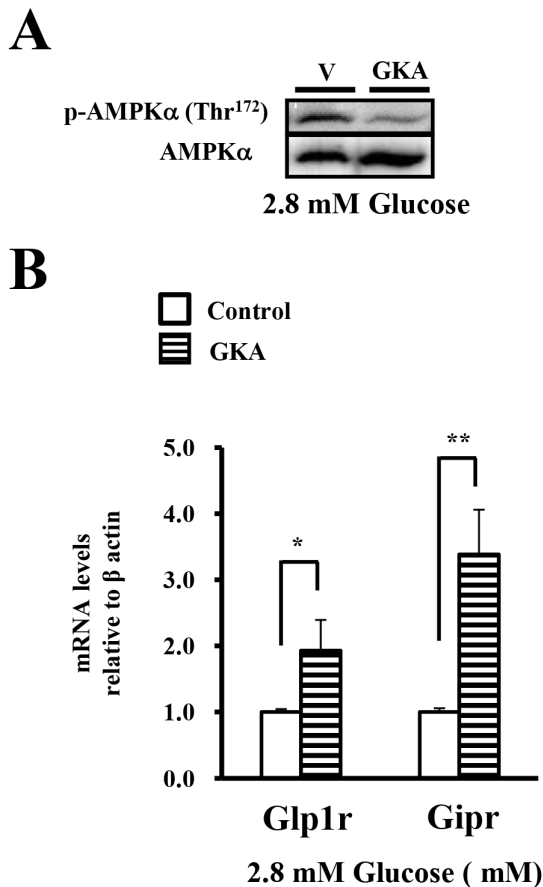 A
V GKA
p-AMPKα (Thr172)
AMPKα
2.8 mM Glucose
B
Control
GKA
mRNA levels
relative to β actin
5.0
4.0
3.0
2.0
1.0
0.0
*
**
Glp1r Gipr
2.8 mM Glucose ( mM)